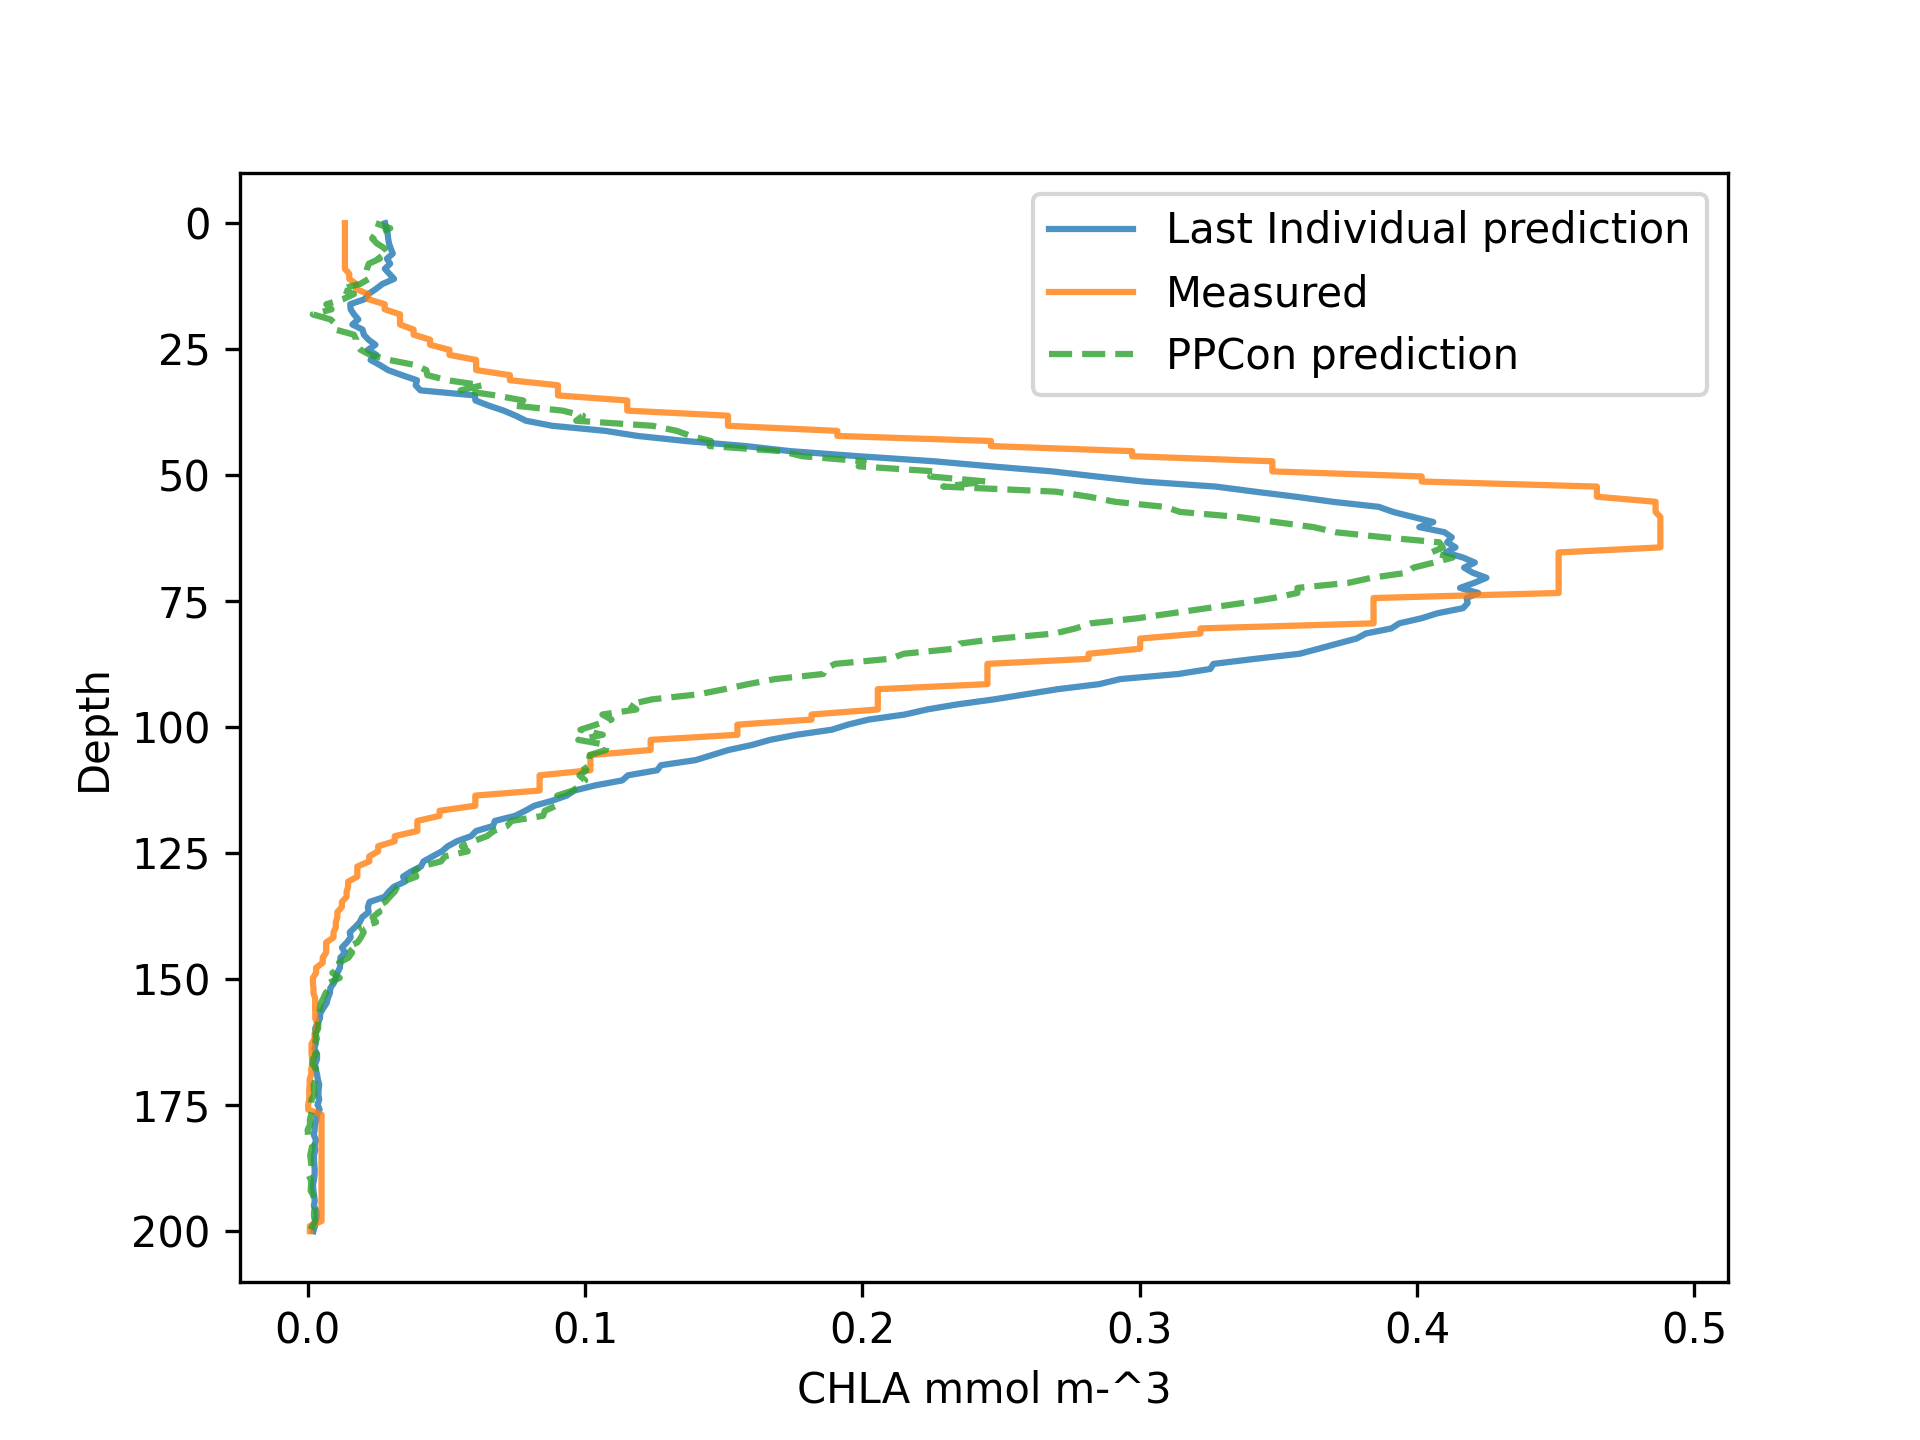 Last Individual prediction
Measured
PPCon prediction
0
25
50
75
100
125
150
175
200
Depth
0.0 0.1 0.2 0.3 0.4 0.5
CHLA mmol m-^3